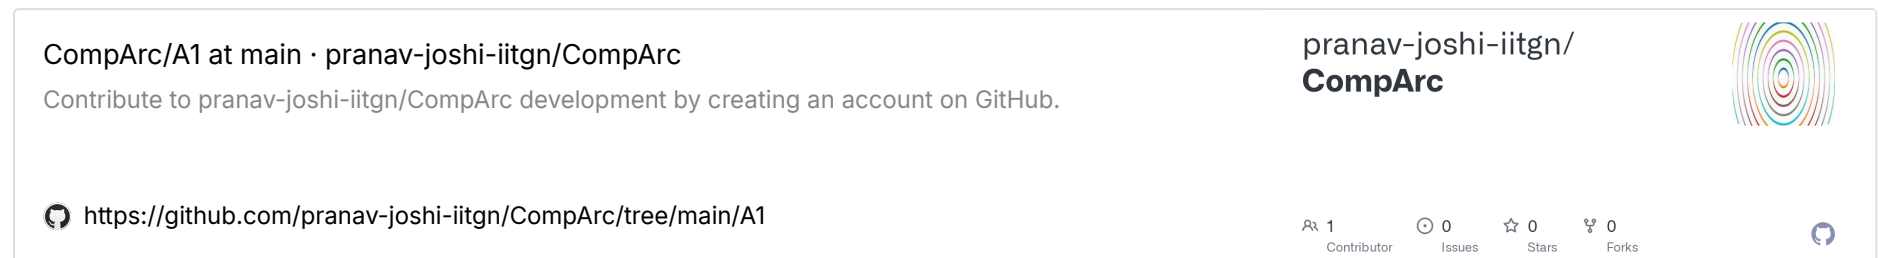 CompArc/A1 at main · pranav-joshi-iitgn/CompArc
Contribute to pranav-joshi-iitgn/CompArc development by creating an account on GitHub.
https://github.com/pranav-joshi-iitgn/CompArc/tree/main/A1
pranav-joshi-iitgn/
CompArc
1
Contributor
0
Issues
0
Stars
0
Forks